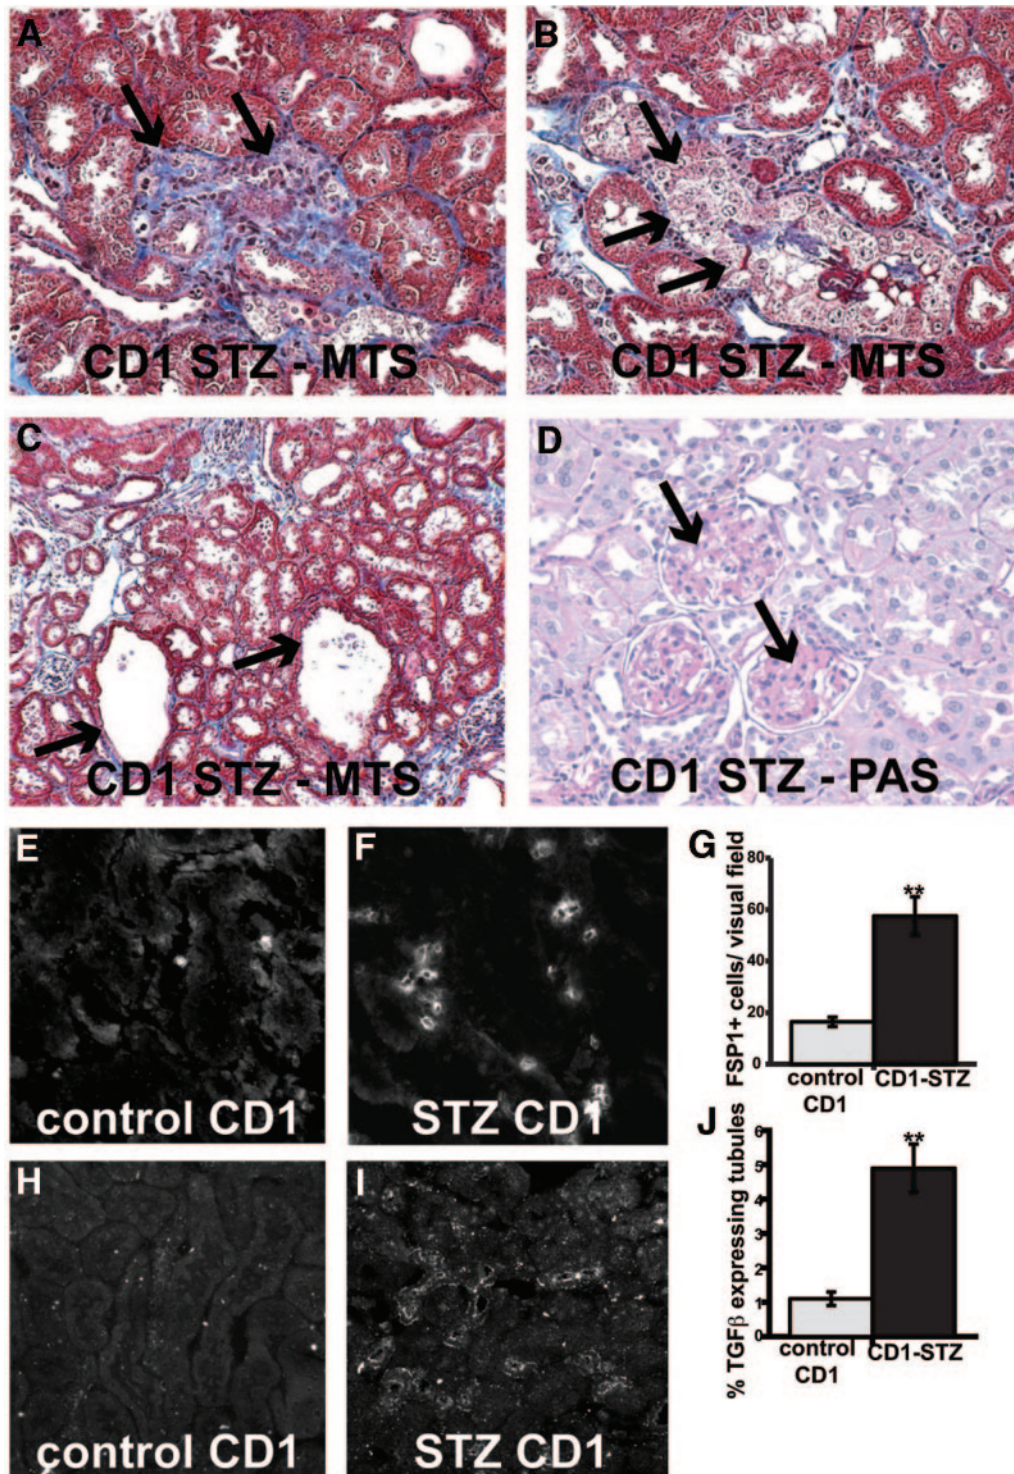 A
CD1 STZ - MTS
B
CD1 STZ - MTS
C
CD1 STZ - MTS
D
CD1 STZ - PAS
E
control CD1
F
STZ CD1
G
FSP1+ cells/ visual field
80
60
40
20
0
**
control
CD1
CD1-STZ
H
control CD1
I
STZ CD1
J
% TGFβ expressing tubules
6
5
4
3
2
1
0
**
control
CD1
CD1-STZ